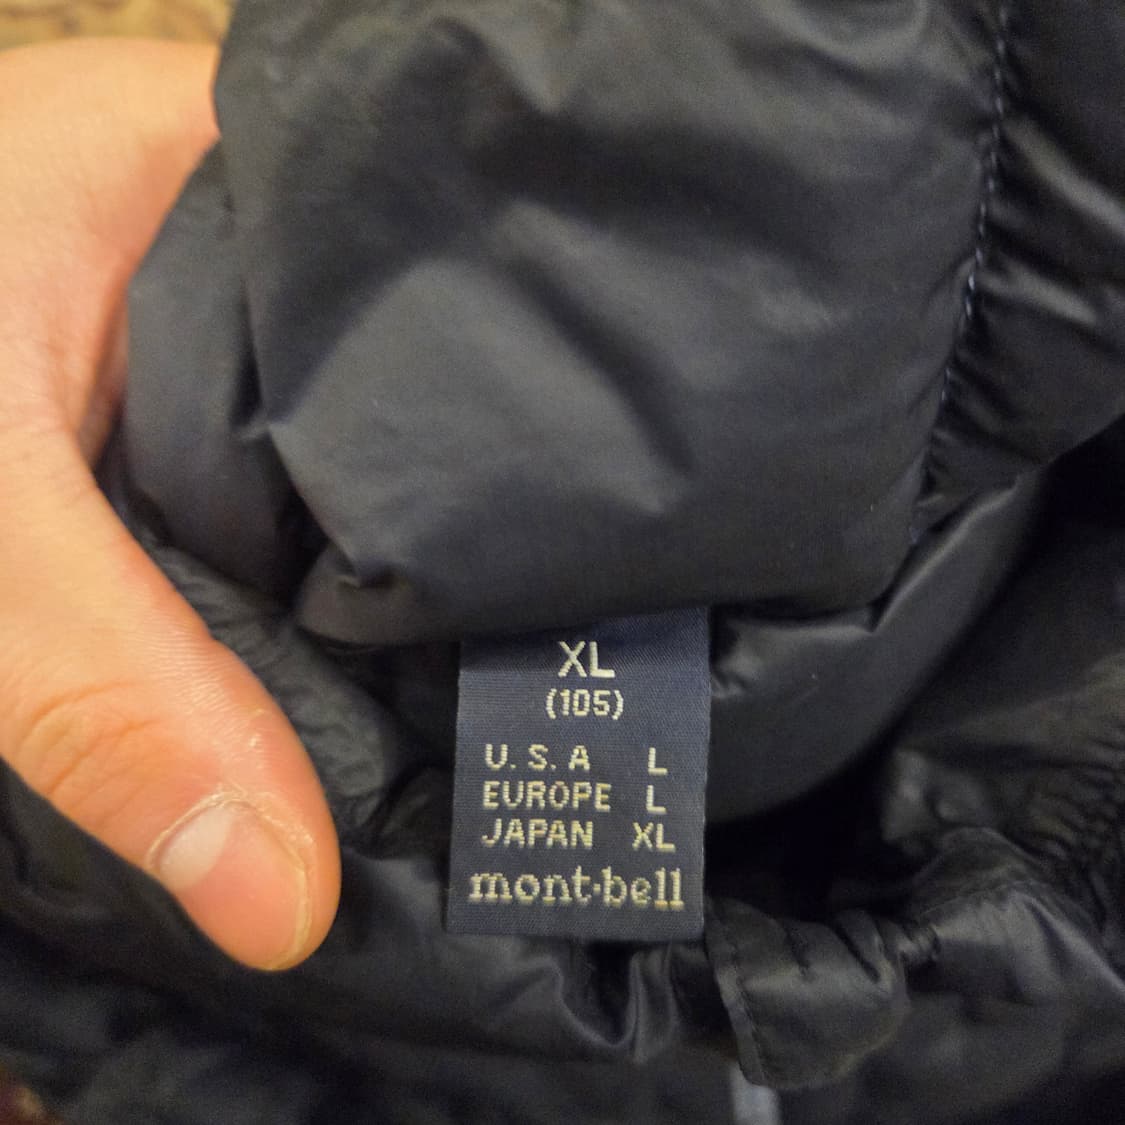 XL
(105)
U.S.A L
EUROPE L
JAPAN XL
mont·bell